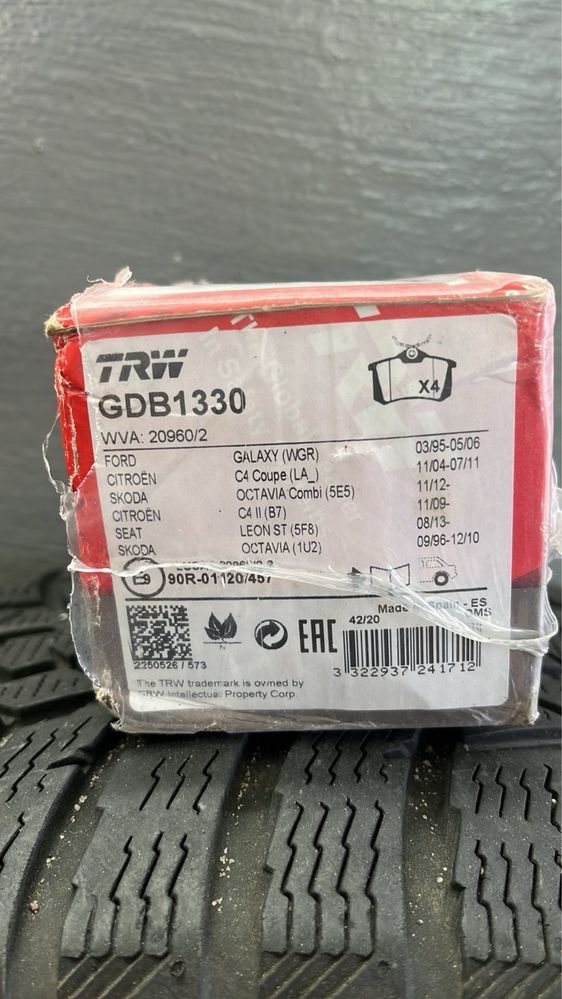 TRW
GDB1330
WVA: 20960/2
X4
FORD GALAXY (WGR) 03/95-05/06
CITROËN C4 Coupe (LA_) 11/04-07/11
SKODA OCTAVIA Combi (5E5) 11/12-
CITROËN C4 II (B7) 11/09-
SEAT LEON ST (5F8) 08/13-
SKODA OCTAVIA (1U2) 09/96-12/10
E9
90R-01120/457
Made in Spain - ES
42/20
EAC
2250526 / 573
3 322937 241712
The TRW trademark is owned by
TRW Intellectual Property Corp.